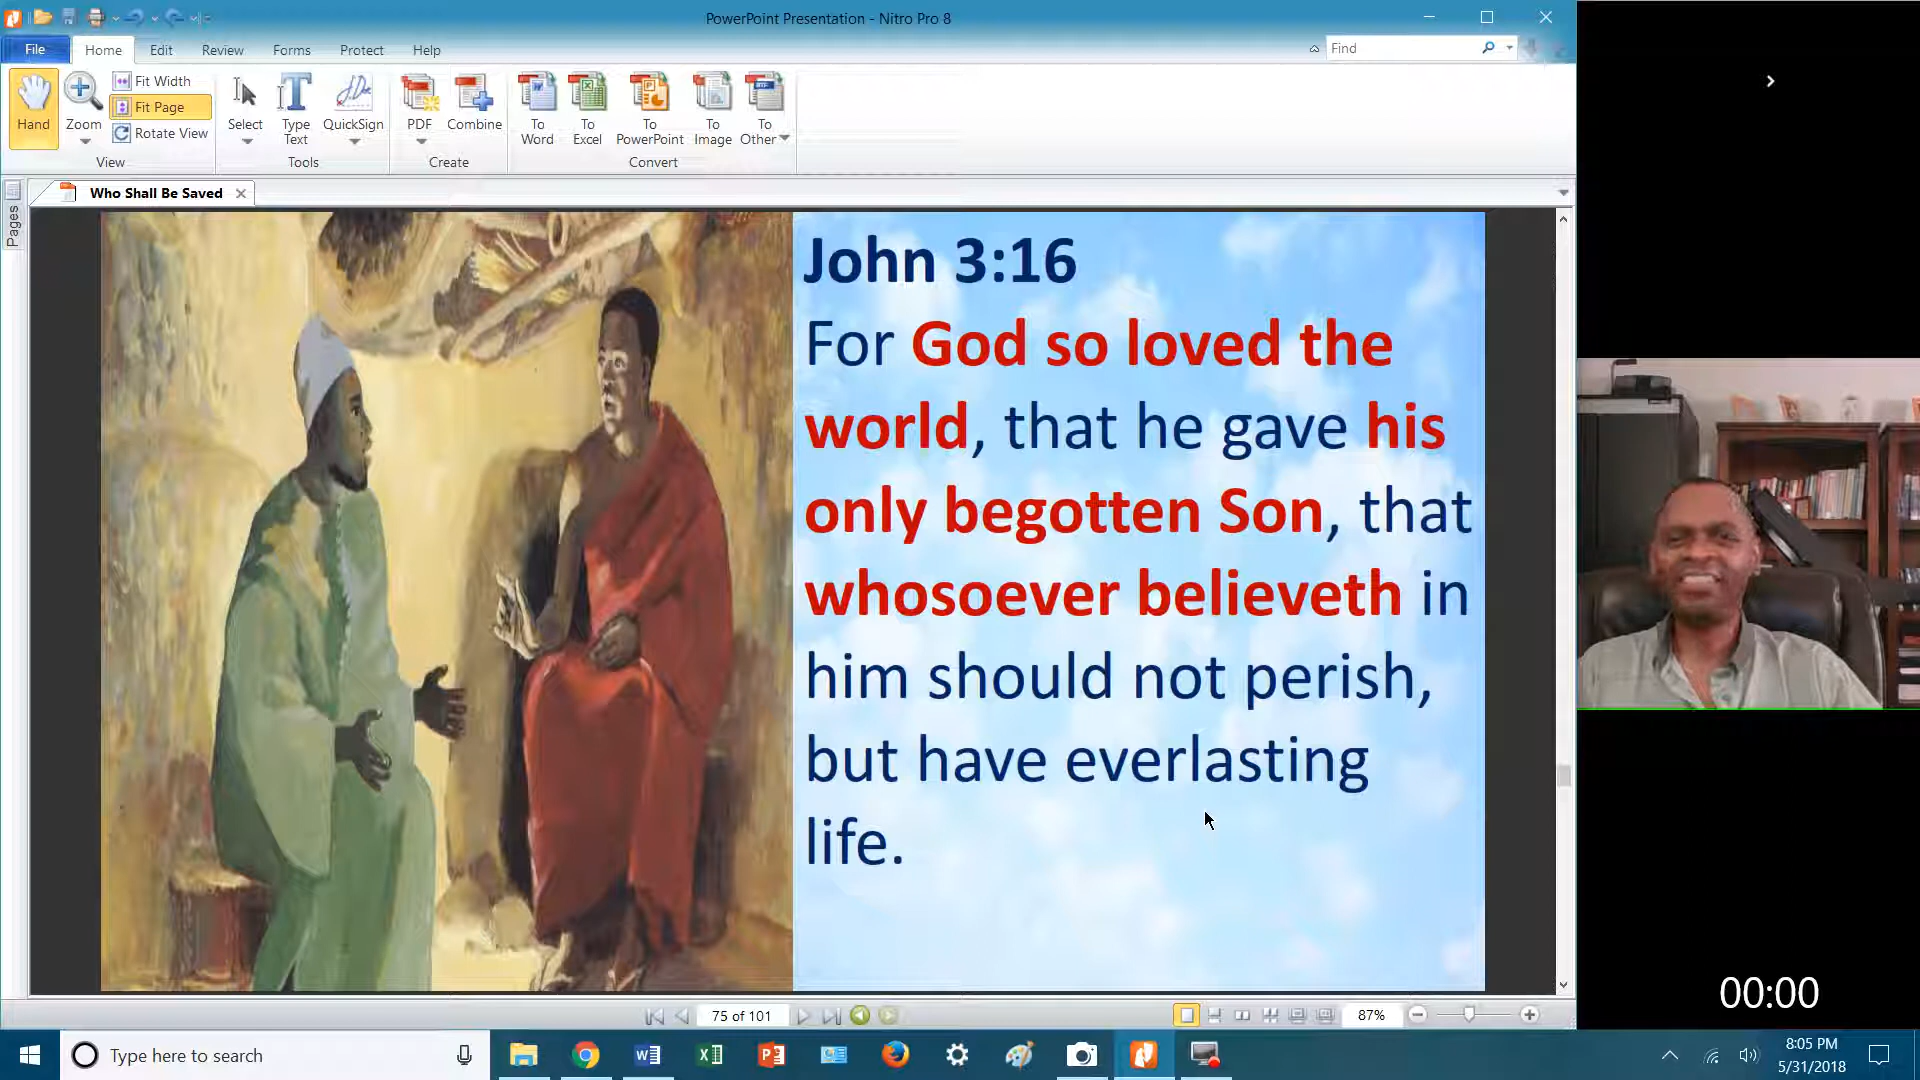 PowerPoint Presentation - Nitro Pro 8
File Home Edit Review Forms Protect Help
Find
Hand
Zoom
Fit Width
Fit Page
Rotate View
View
Select
Type Text
QuickSign
Tools
PDF
Combine
Create
To Word
To Excel
To PowerPoint
To Image
To Other
Convert
Pages
Who Shall Be Saved
John 3:16
For God so loved the
world, that he gave his
only begotten Son, that
whosoever believeth in
him should not perish,
but have everlasting
life.
00:00
75 of 101
87%
Type here to search
8:05 PM
5/31/2018